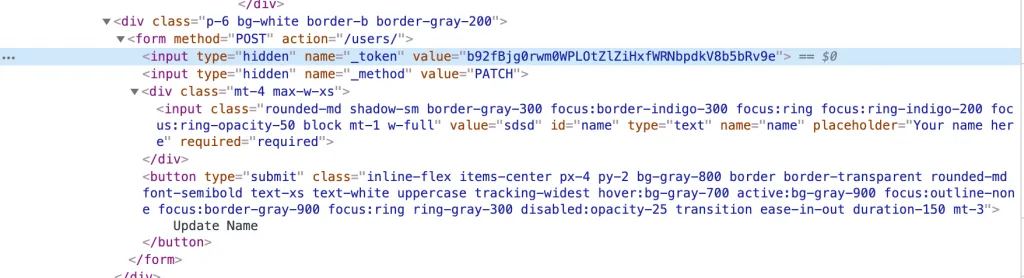 </div>
▼<div class="p-6 bg-white border-b border-gray-200">
▼<form method="POST" action="/users/">
… <input type="hidden" name="_token" value="b92fBjg0rwm0WPLOtZlZiHxfWRNbpdkV8b5bRv9e"> == $0
<input type="hidden" name="_method" value="PATCH">
▼<div class="mt-4 max-w-xs">
<input class="rounded-md shadow-sm border-gray-300 focus:border-indigo-300 focus:ring focus:ring-indigo-200 foc
us:ring-opacity-50 block mt-1 w-full" value="sdsd" id="name" type="text" name="name" placeholder="Your name her
e" required="required">
</div>
<button type="submit" class="inline-flex items-center px-4 py-2 bg-gray-800 border border-transparent rounded-md
font-semibold text-xs text-white uppercase tracking-widest hover:bg-gray-700 active:bg-gray-900 focus:outline-non
e focus:border-gray-900 focus:ring ring-gray-300 disabled:opacity-25 transition ease-in-out duration-150 mt-3">
Update Name
</button>
</form>
</div>